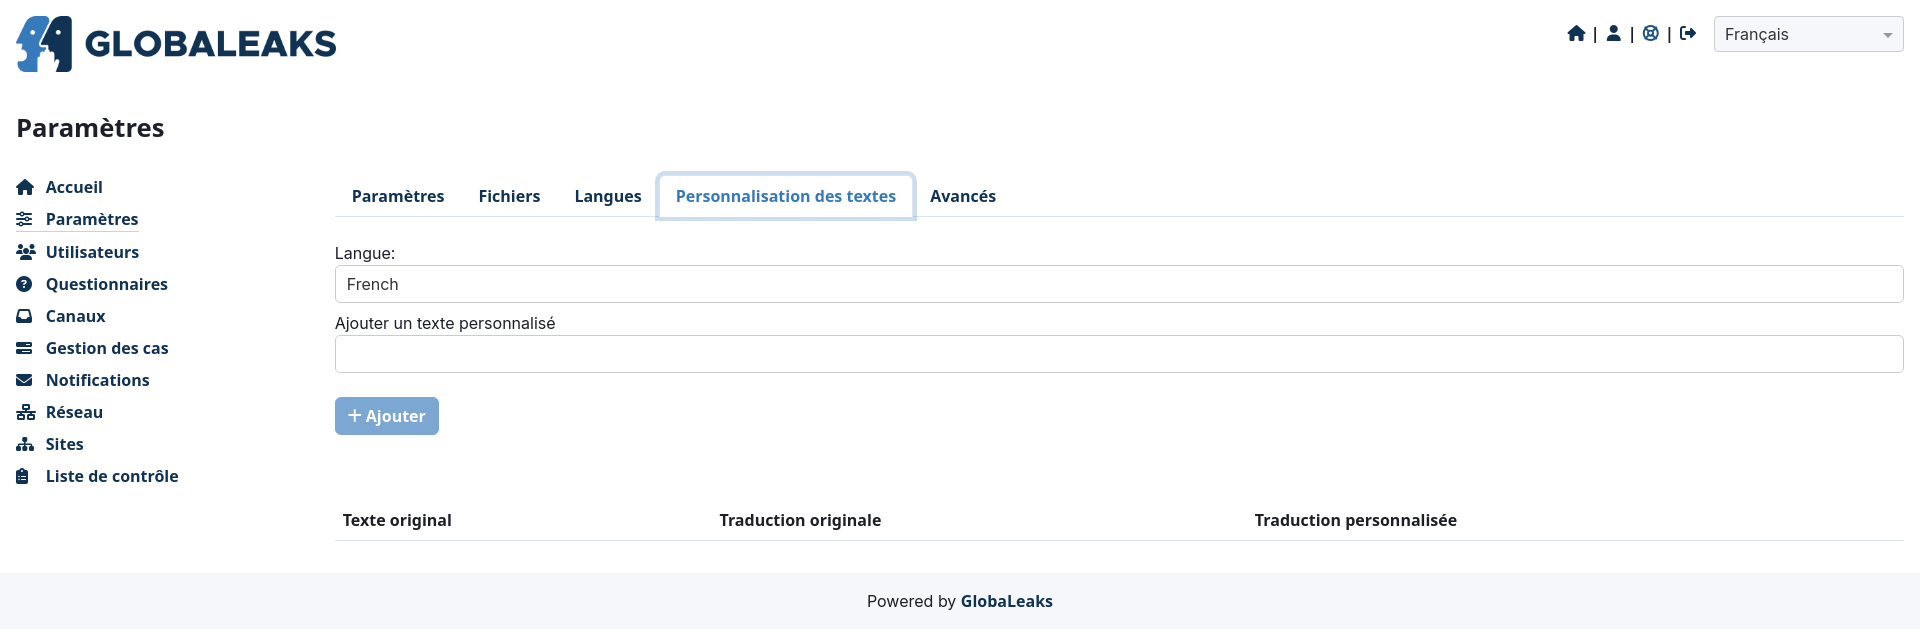 GLOBALEAKS
| | |
Français
Paramètres
Accueil
Paramètres
Utilisateurs
Questionnaires
Canaux
Gestion des cas
Notifications
Réseau
Sites
Liste de contrôle
Paramètres Fichiers Langues Personnalisation des textes Avancés
Langue:
French
Ajouter un texte personnalisé
+ Ajouter
Texte original Traduction originale Traduction personnalisée
Powered by GlobaLeaks